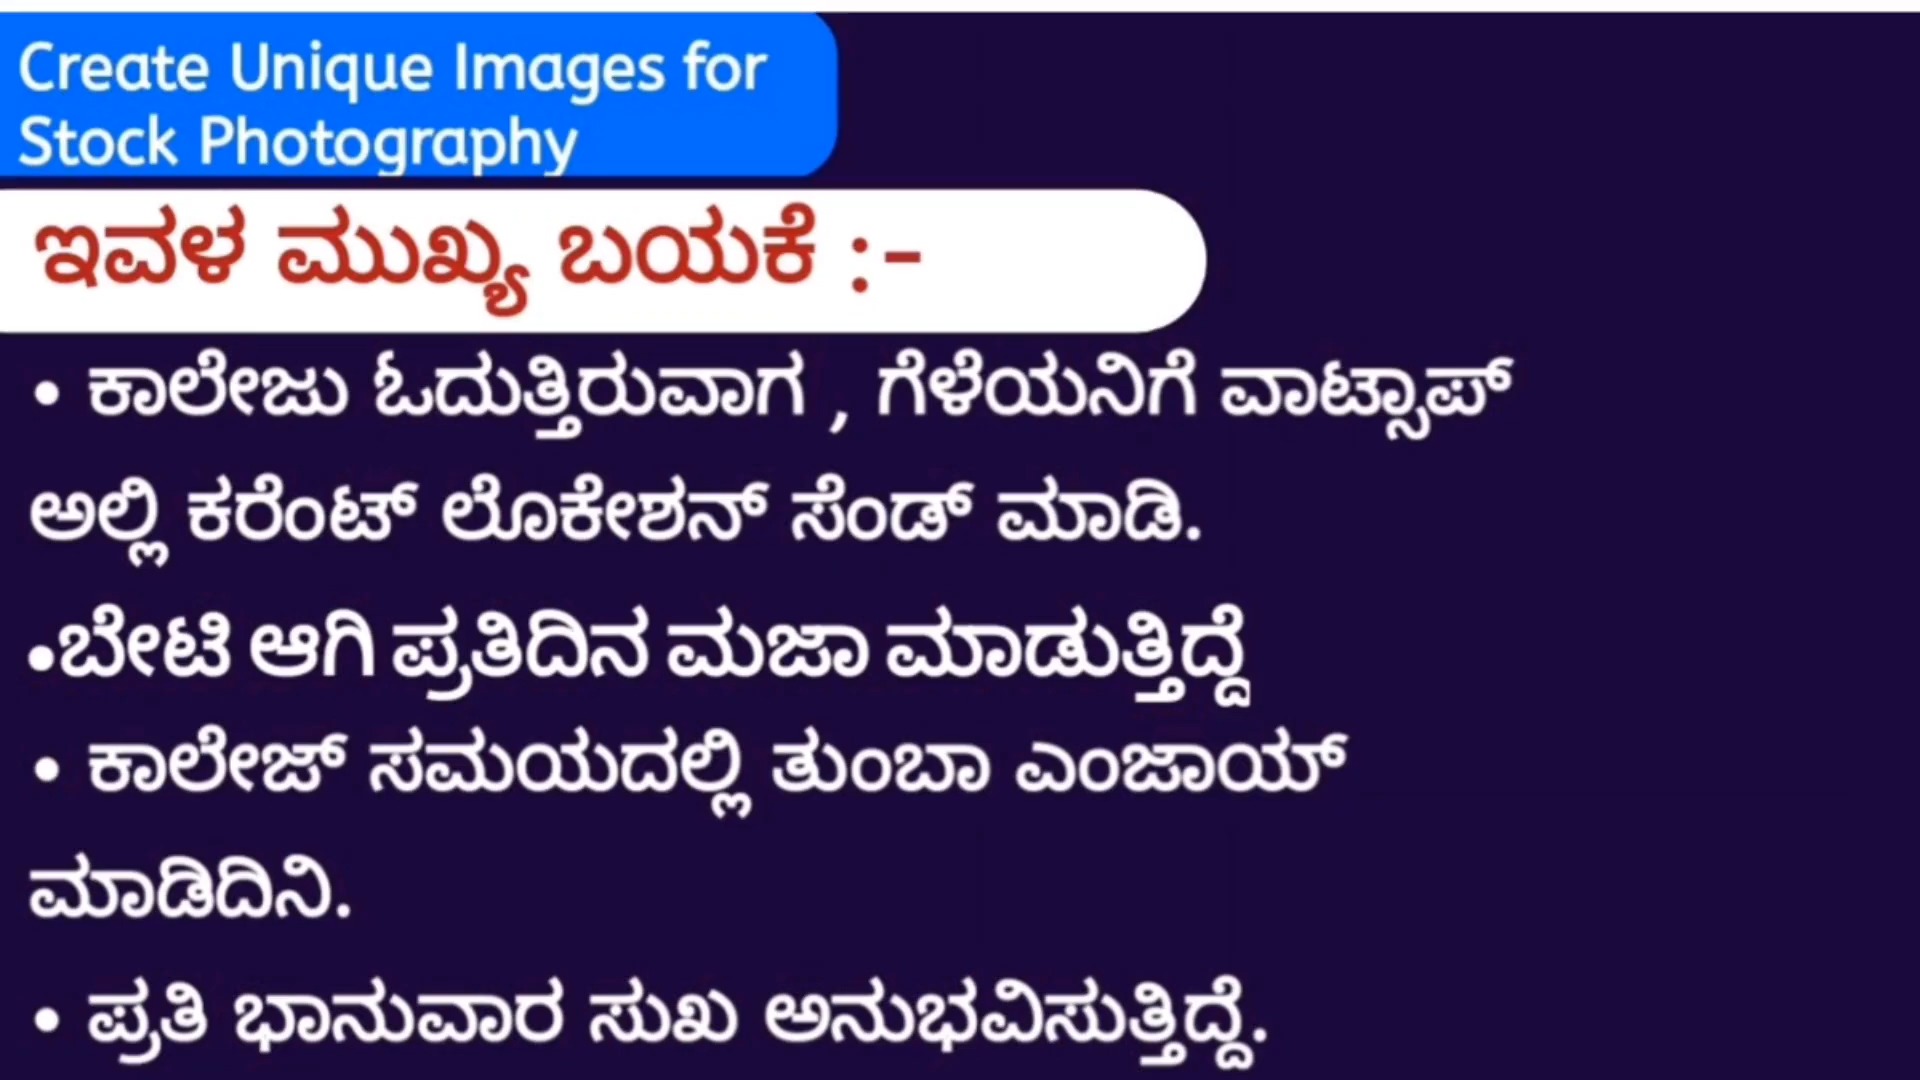 Create Unique Images for
Stock Photography
ಇವಳ ಮುಖ್ಯ ಬಯಕೆ :-
• ಕಾಲೇಜು ಓದುತ್ತಿರುವಾಗ , ಗೆಳೆಯನಿಗೆ ವಾಟ್ಸಾಪ್
ಅಲ್ಲಿ ಕರೆಂಟ್ ಲೊಕೇಶನ್ ಸೆಂಡ್ ಮಾಡಿ.
•ಬೇಟಿ ಆಗಿ ಪ್ರತಿದಿನ ಮಜಾ ಮಾಡುತ್ತಿದ್ದೆ
• ಕಾಲೇಜ್ ಸಮಯದಲ್ಲಿ ತುಂಬಾ ಎಂಜಾಯ್
ಮಾಡಿದಿನಿ.
• ಪ್ರತಿ ಭಾನುವಾರ ಸುಖ ಅನುಭವಿಸುತ್ತಿದ್ದೆ.